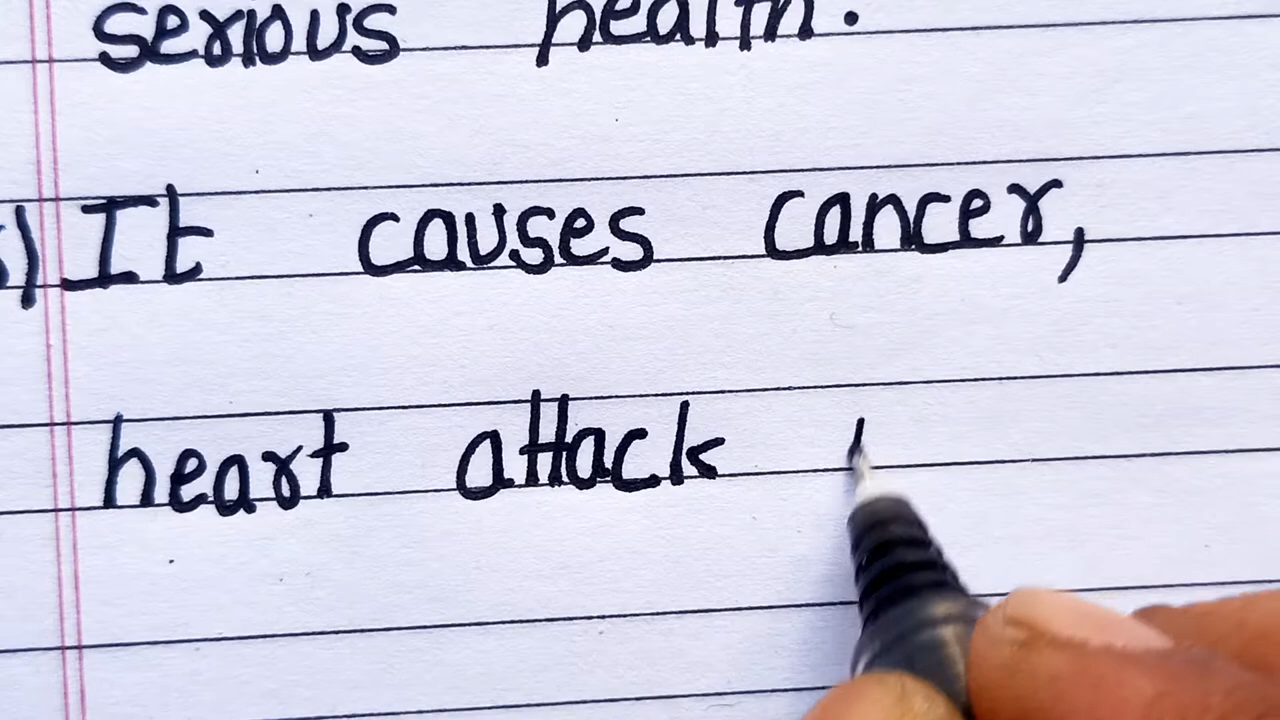 serious health.
) It causes cancer,
heart attack